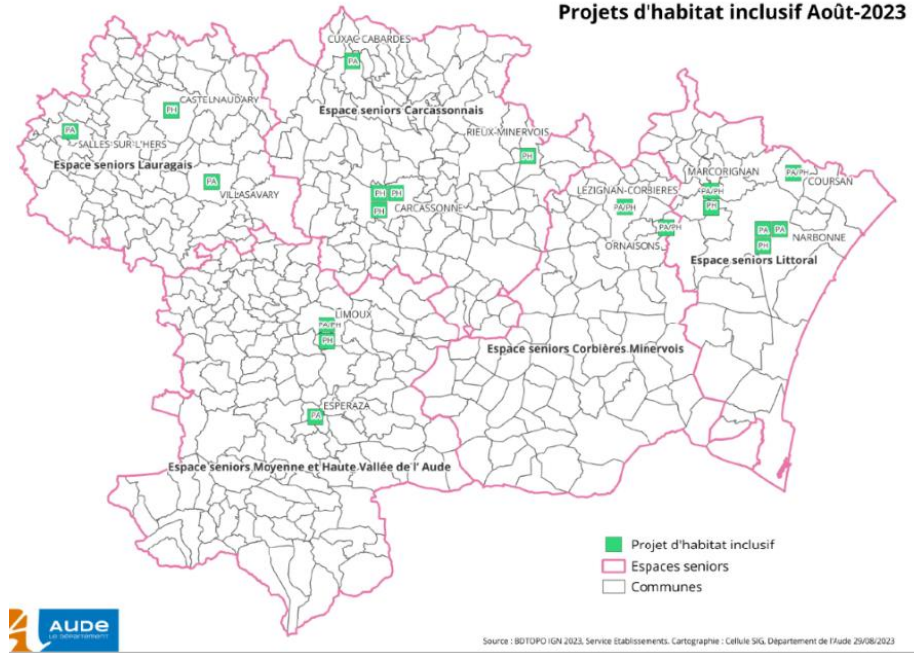 Projets d'habitat inclusif Août-2023
CUXAC CABARDES
PA
CASTELNAUDARY
PH
Espace seniors Carcassonnais
RIEUX-MINERVOIS
PH
PA
SALLES SUR L'HERS
Espace seniors Lauragais
PA
VILLASAVARY
PH PH
PH
CARCASSONNE
LEZIGNAN-CORBIERES
PA/PH
MARCORIGNAN
PA/PH
PH
PA/PH
COURSAN
PA/PH
ORNAISONS
PA PA
PH
NARBONNE
Espace seniors Littoral
LIMOUX
PA/PH
PH
Espace seniors Corbières Minervois
ESPERAZA
PA
Espace seniors Moyenne et Haute Vallée de l' Aude
Projet d'habitat inclusif
Espaces seniors
Communes
AUDE
LE DÉPARTEMENT
Source : BDTOPO IGN 2023, Service Etablissements. Cartographie : Cellule SIG, Département de l'Aude 29/08/2023